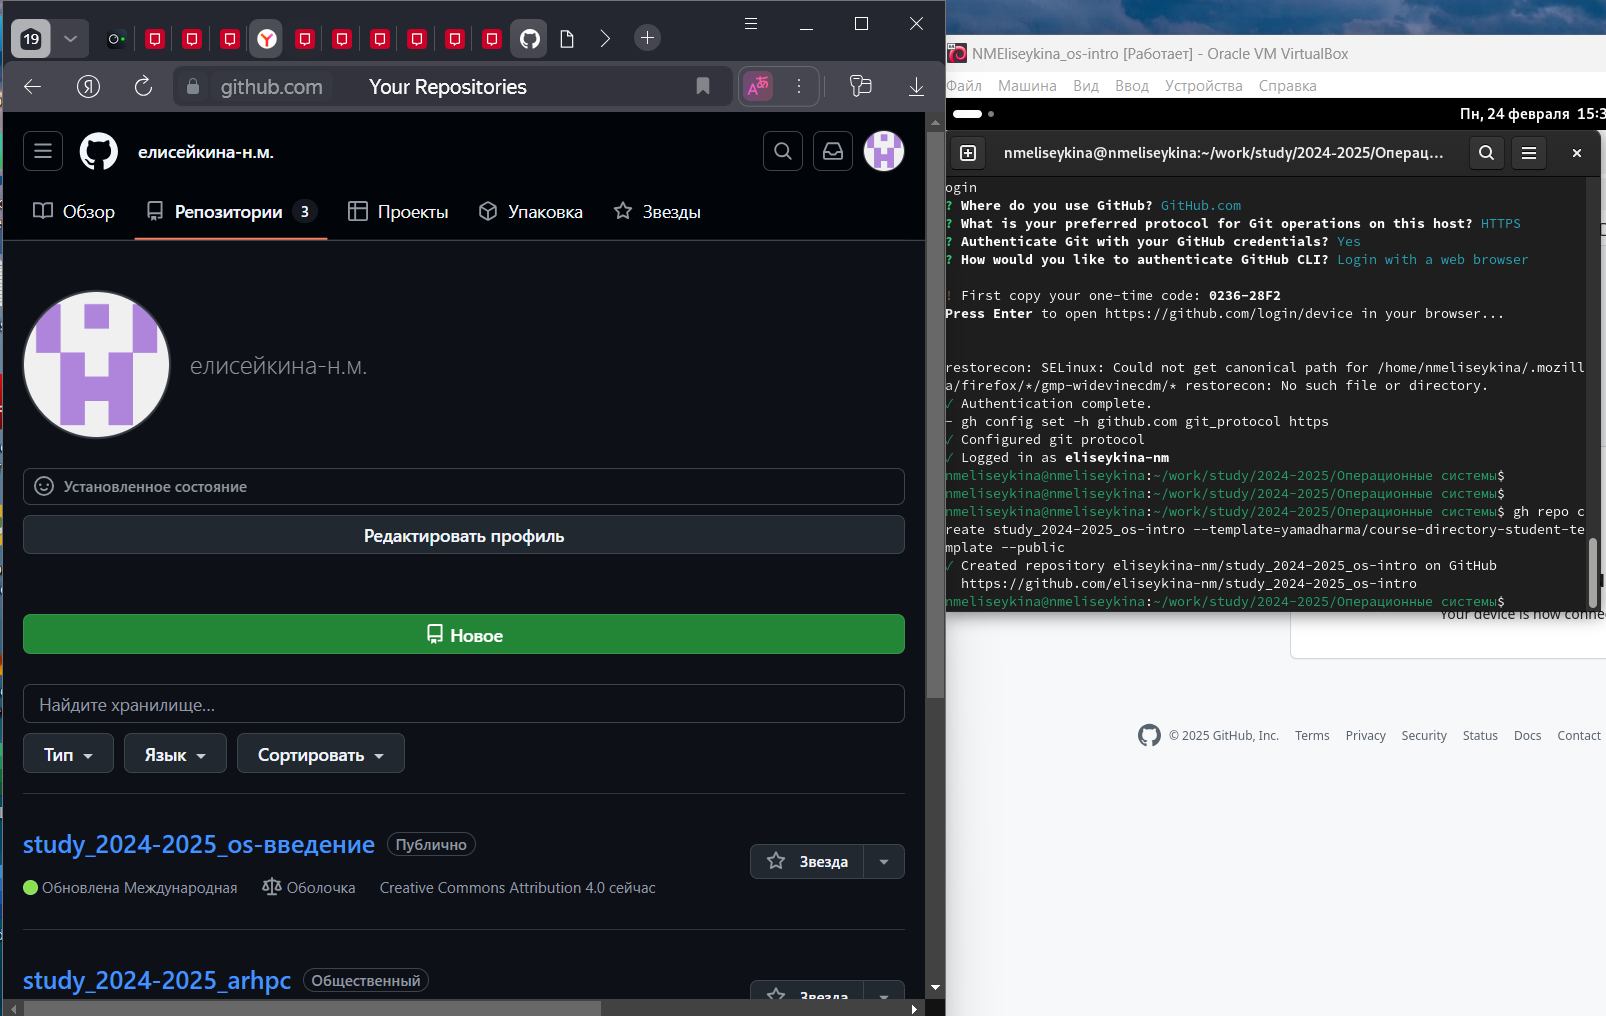 19
github.com
Your Repositories
елисейкина-н.м.
Обзор
Репозитории 3
Проекты
Упаковка
Звезды
елисейкина-н.м.
Установленное состояние
Редактировать профиль
Новое
Найдите хранилище...
Тип
Язык
Сортировать
study_2024-2025_os-введение
Публично
Звезда
Обновлена Международная
Оболочка
Creative Commons Attribution 4.0 сейчас
study_2024-2025_arhpc
Общественный
Звезда
NMEliseykina_os-intro [Работает] - Oracle VM VirtualBox
Файл Машина Вид Ввод Устройства Справка
Пн, 24 февраля 15:3
nmeliseykina@nmeliseykina:~/work/study/2024-2025/Операц...
ogin
? Where do you use GitHub? GitHub.com
? What is your preferred protocol for Git operations on this host? HTTPS
? Authenticate Git with your GitHub credentials? Yes
? How would you like to authenticate GitHub CLI? Login with a web browser
! First copy your one-time code: 0236-28F2
Press Enter to open https://github.com/login/device in your browser...
restorecon: SELinux: Could not get canonical path for /home/nmeliseykina/.mozill
a/firefox/*/gmp-widevinecdm/* restorecon: No such file or directory.
✓ Authentication complete.
- gh config set -h github.com git_protocol https
✓ Configured git protocol
✓ Logged in as eliseykina-nm
nmeliseykina@nmeliseykina:~/work/study/2024-2025/Операционные системы$
nmeliseykina@nmeliseykina:~/work/study/2024-2025/Операционные системы$
nmeliseykina@nmeliseykina:~/work/study/2024-2025/Операционные системы$ gh repo c
reate study_2024-2025_os-intro --template=yamadharma/course-directory-student-te
mplate --public
✓ Created repository eliseykina-nm/study_2024-2025_os-intro on GitHub
https://github.com/eliseykina-nm/study_2024-2025_os-intro
nmeliseykina@nmeliseykina:~/work/study/2024-2025/Операционные системы$
Your device is now conne
© 2025 GitHub, Inc. Terms Privacy Security Status Docs Contact